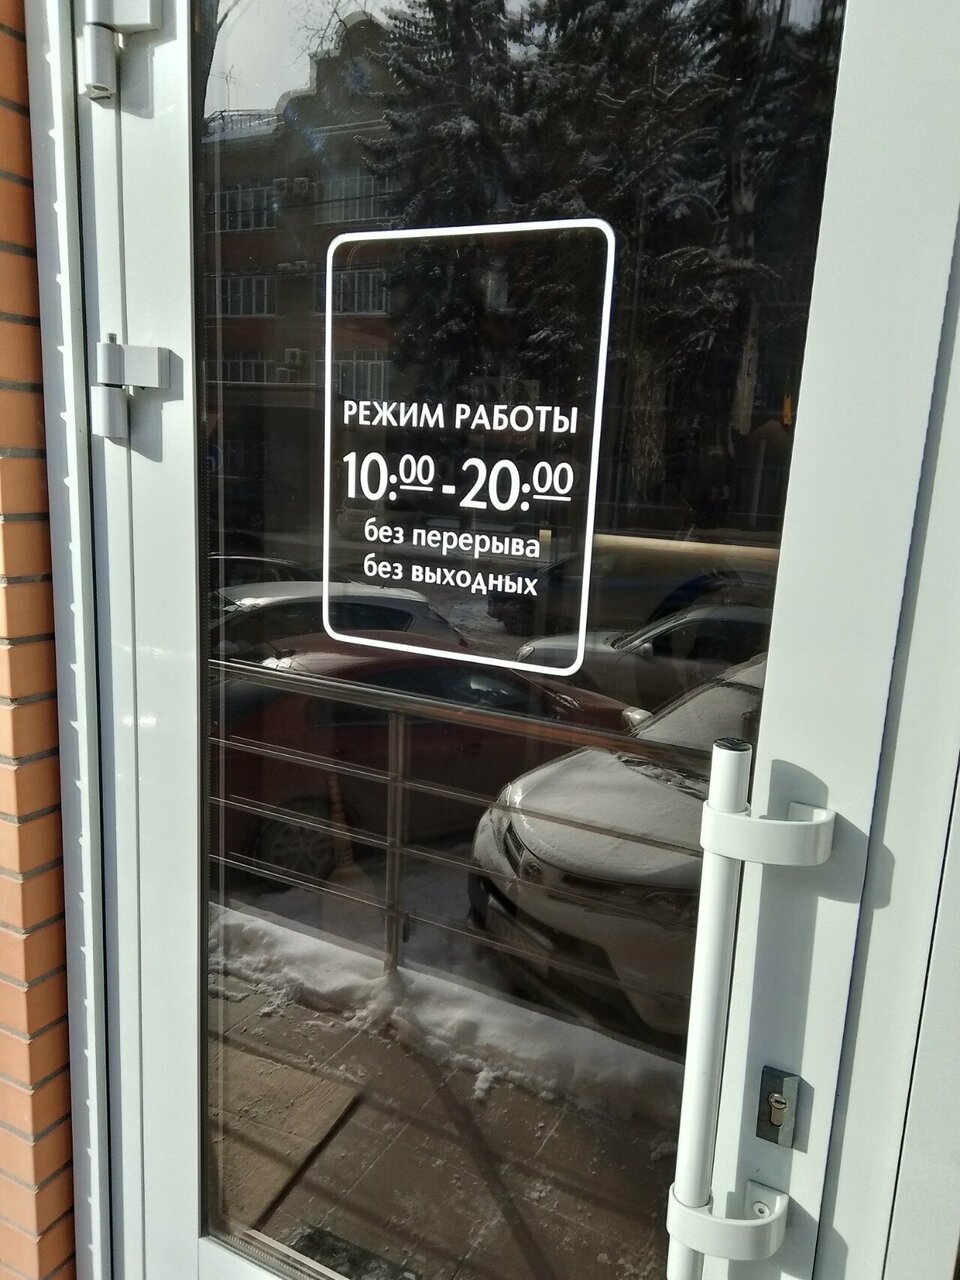 РЕЖИМ РАБОТЫ
10:00-20:00
без перерыва
без выходных